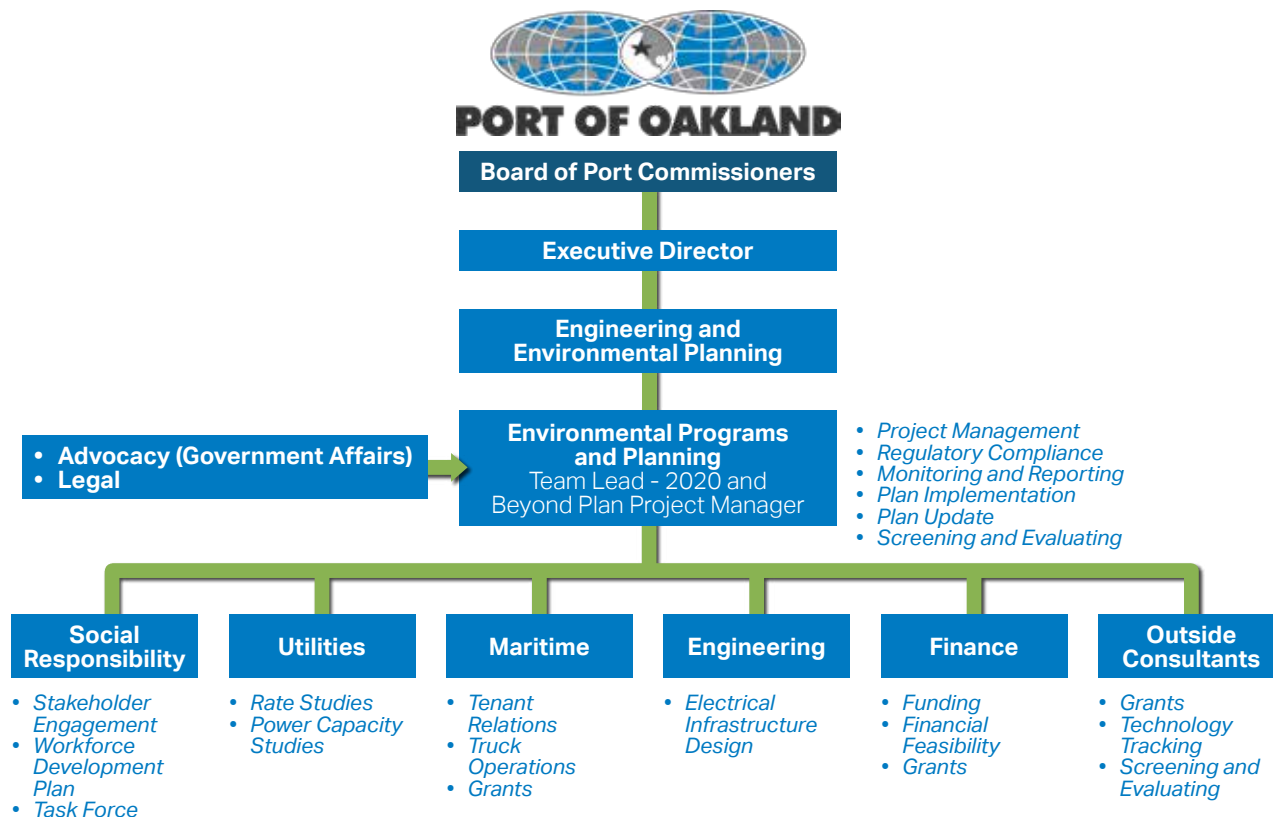 PORT OF OAKLAND
Board of Port Commissioners
Executive Director
Engineering and
Environmental Planning
• Advocacy (Government Affairs)
• Legal
Environmental Programs
and Planning
Team Lead - 2020 and
Beyond Plan Project Manager
• Project Management
• Regulatory Compliance
• Monitoring and Reporting
• Plan Implementation
• Plan Update
• Screening and Evaluating
Social
Responsibility
• Stakeholder
Engagement
• Workforce
Development
Plan
• Task Force
Utilities
• Rate Studies
• Power Capacity
Studies
Maritime
• Tenant
Relations
• Truck
Operations
• Grants
Engineering
• Electrical
Infrastructure
Design
Finance
• Funding
• Financial
Feasibility
• Grants
Outside
Consultants
• Grants
• Technology
Tracking
• Screening and
Evaluating